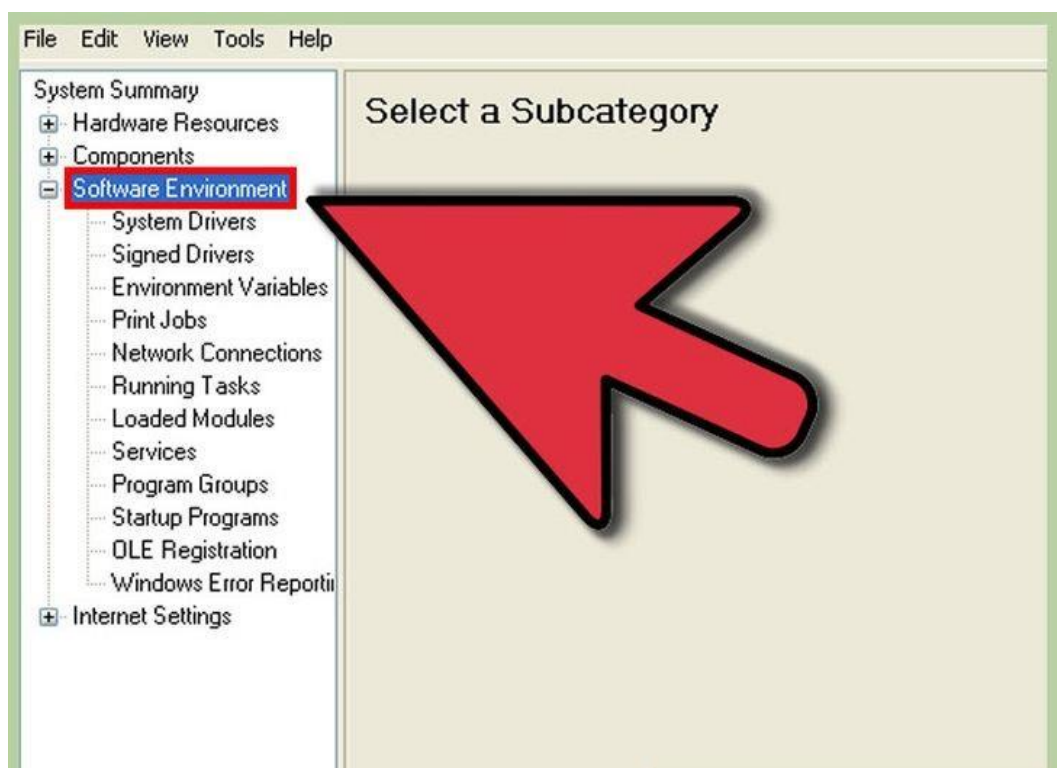 File Edit View Tools Help
System Summary
Hardware Resources
Components
Software Environment
System Drivers
Signed Drivers
Environment Variables
Print Jobs
Network Connections
Running Tasks
Loaded Modules
Services
Program Groups
Startup Programs
OLE Registration
Windows Error Reporti
Internet Settings
Select a Subcategory